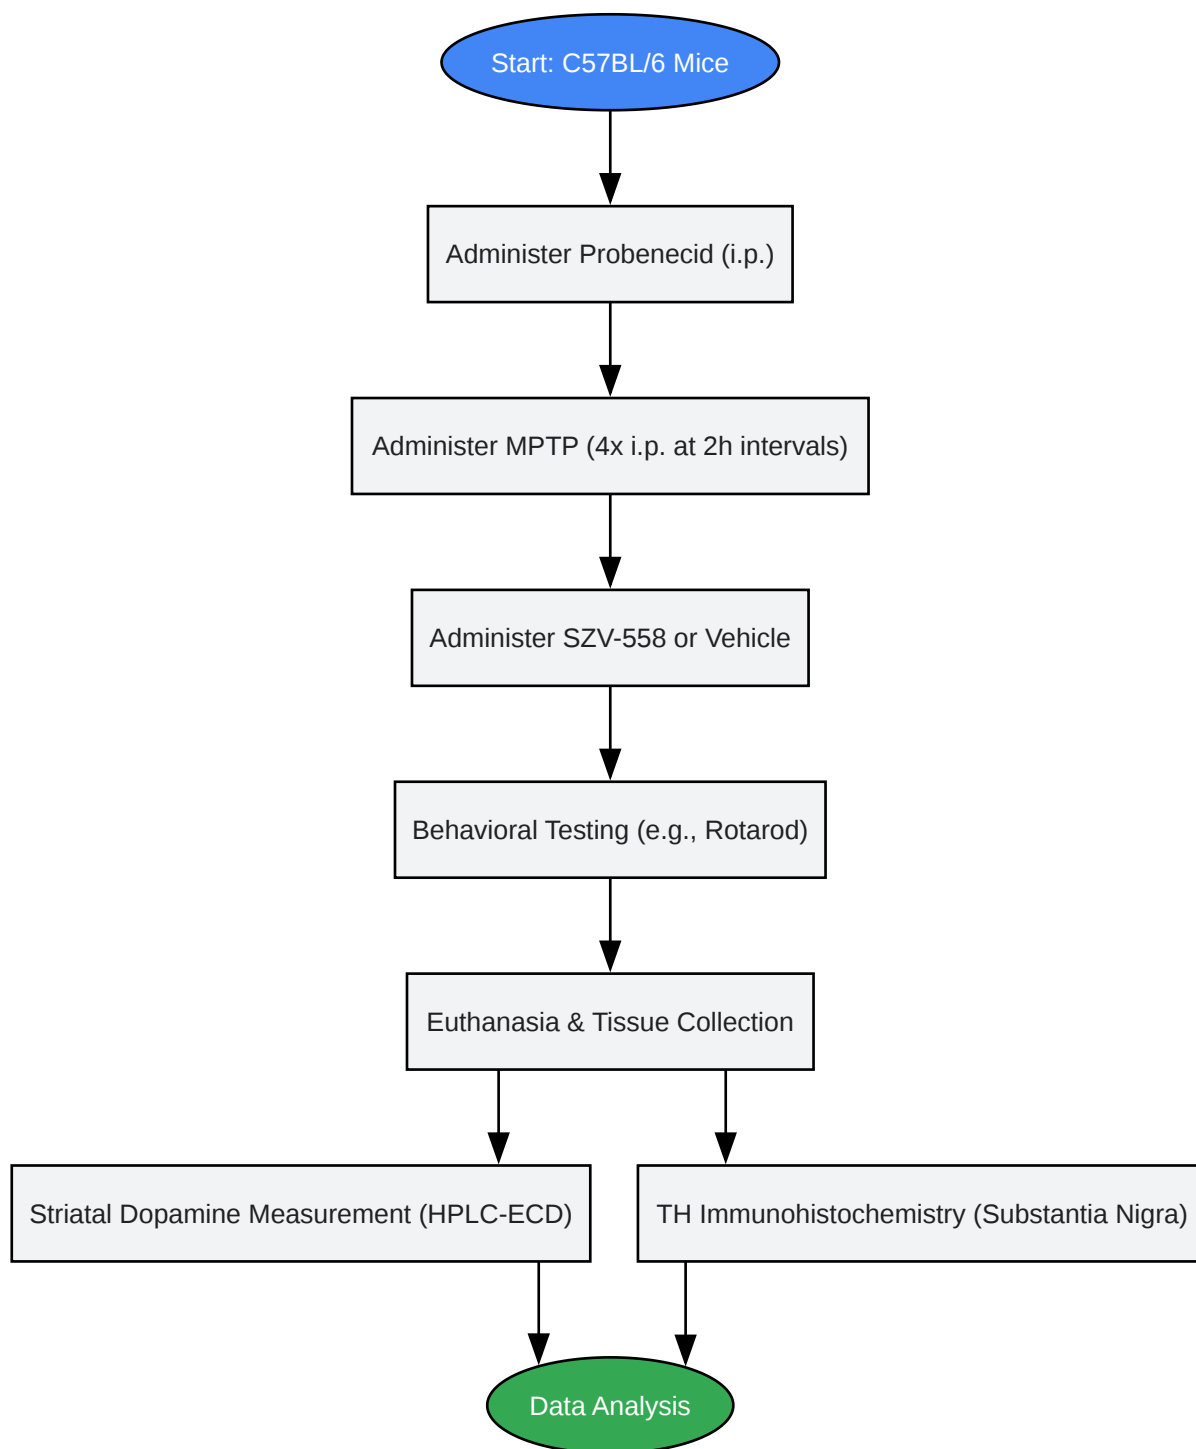 Start: C57BL/6 Mice
Administer Probenecid (i.p.)
Administer MPTP (4x i.p. at 2h intervals)
Administer SZV-558 or Vehicle
Behavioral Testing (e.g., Rotarod)
Euthanasia & Tissue Collection
Striatal Dopamine Measurement (HPLC-ECD)
TH Immunohistochemistry (Substantia Nigra)
Data Analysis